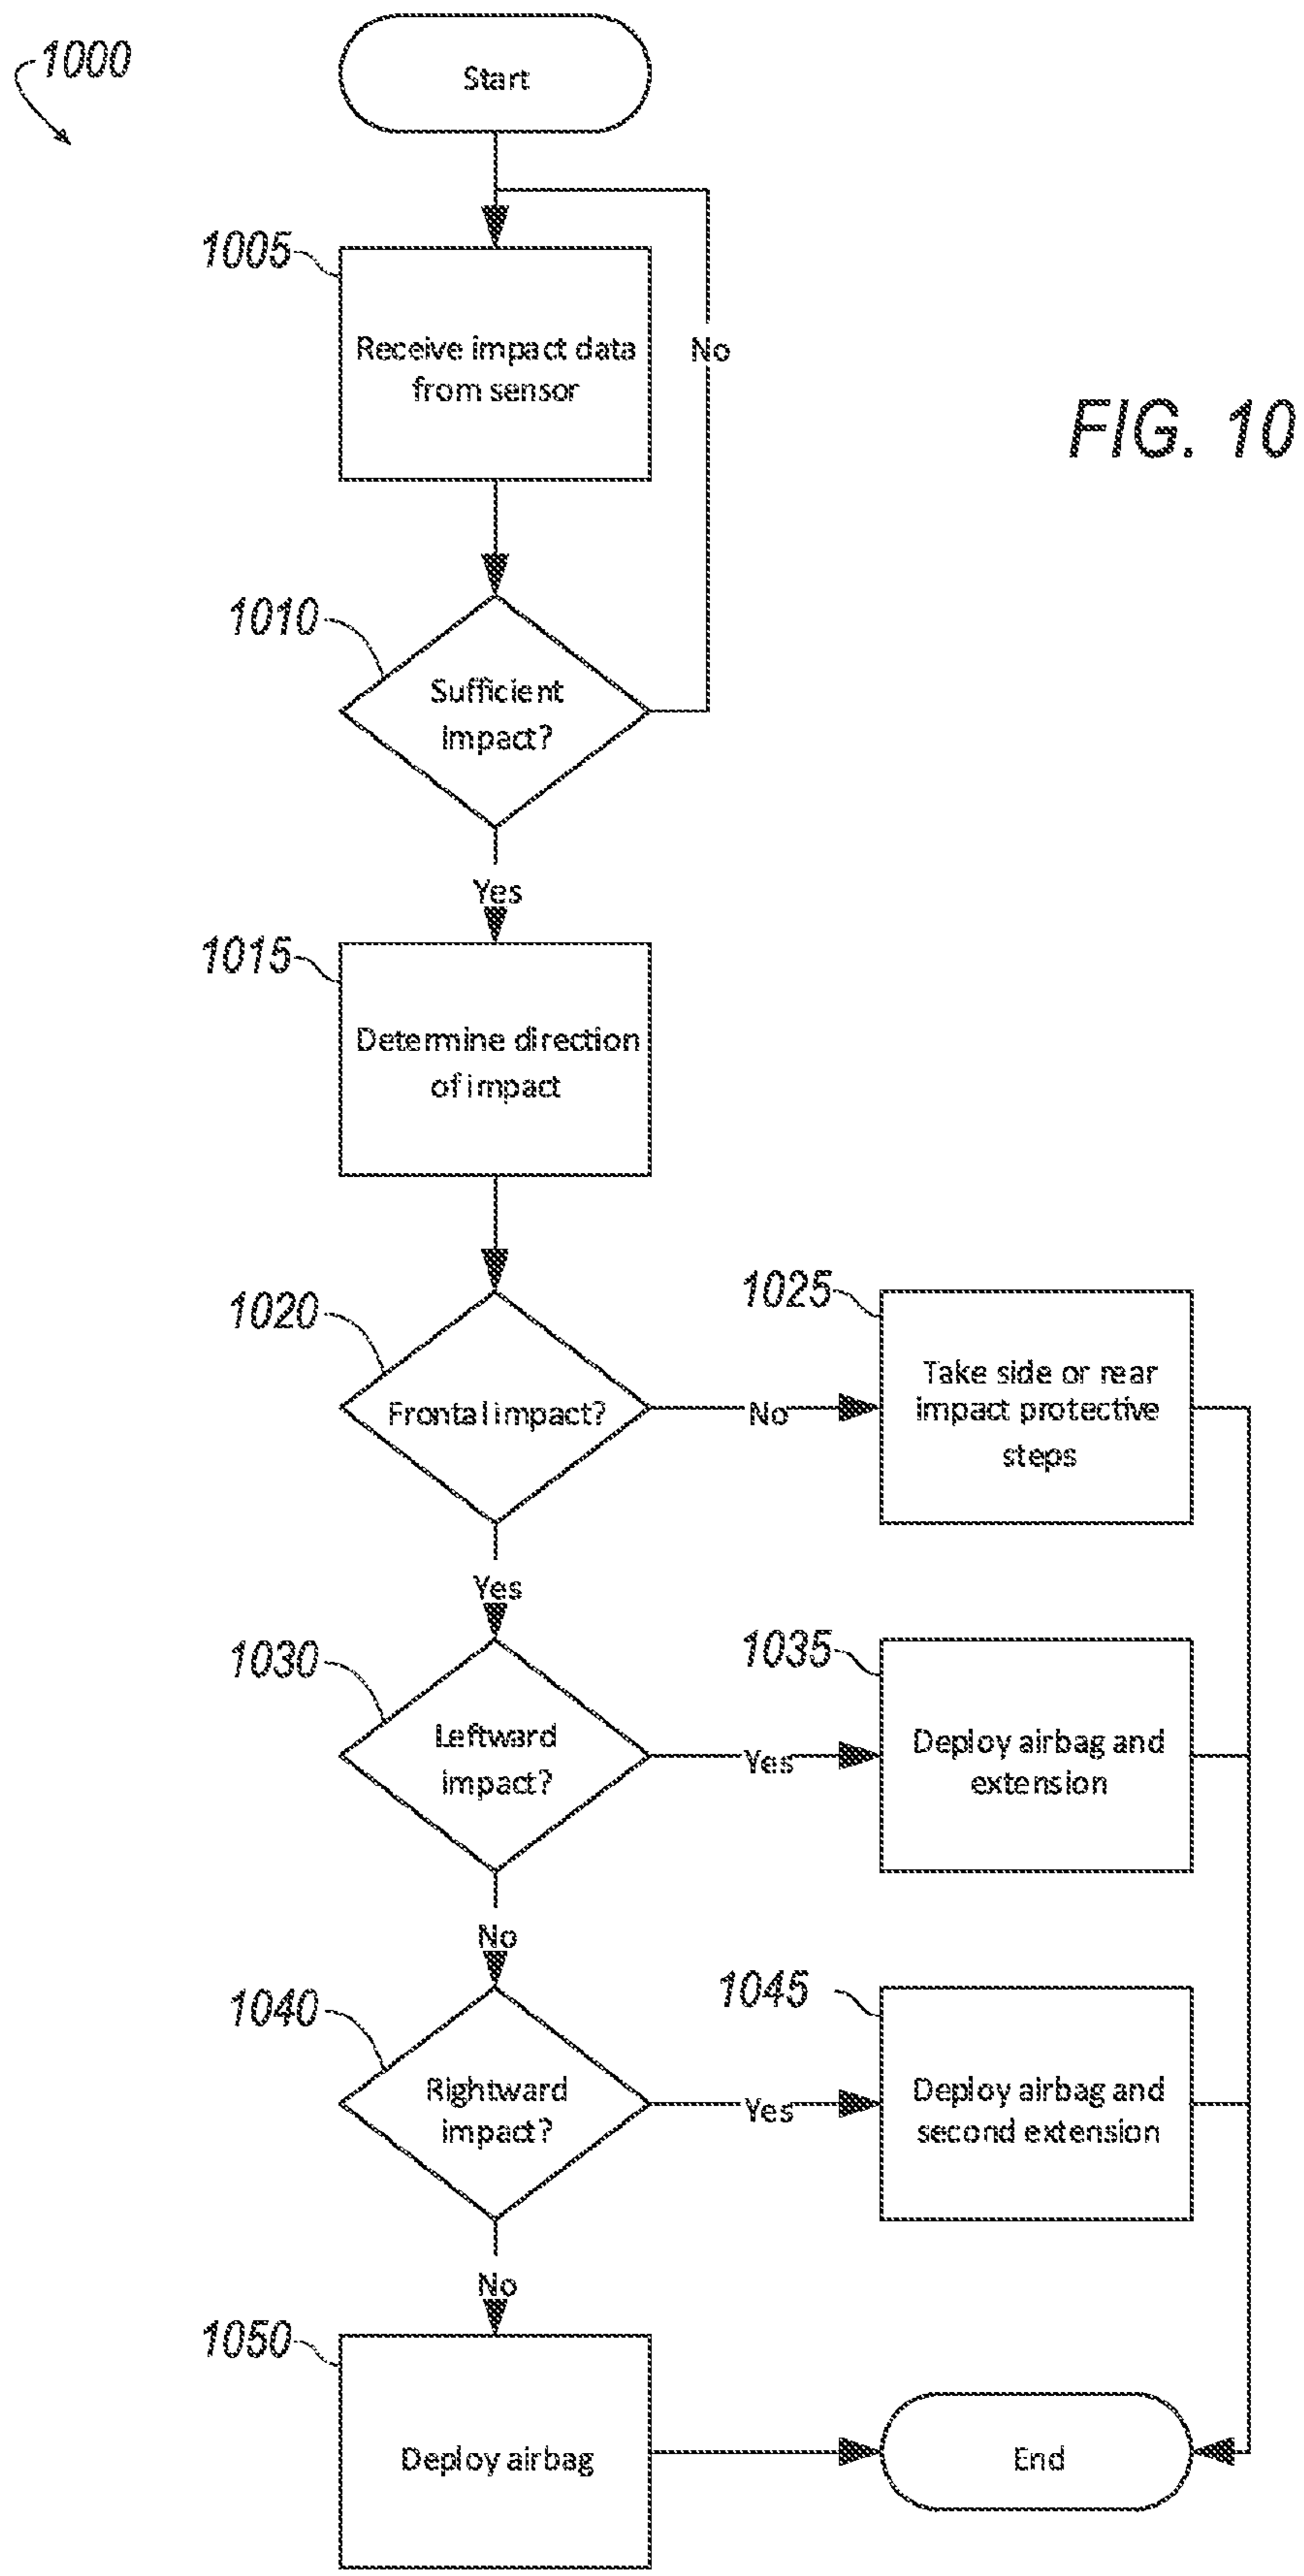 1000
Start
1005
Receive impact data
from sensor
No
FIG. 10
1010
Sufficient
impact?
Yes
1015
Determine direction
of impact
1020
Frontal impact?
No
1025
Take side or rear
impact protective
steps
Yes
1030
Leftward
impact?
Yes
1035
Deploy airbag and
extension
No
1040
Rightward
impact?
Yes
1045
Deploy airbag and
second extension
No
1050
Deploy airbag
End